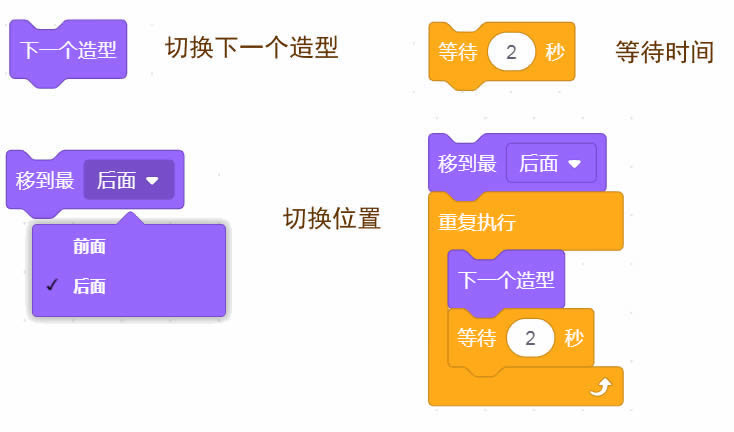 下一个造型
切换下一个造型
等待 2 秒
等待时间
移到最 后面
前面
✓ 后面
切换位置
移到最 后面
重复执行
下一个造型
等待 2 秒